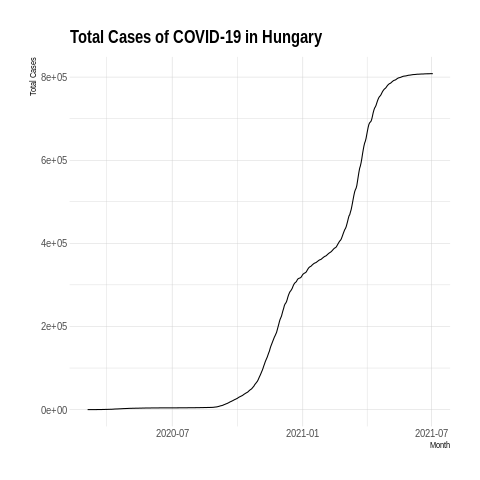 Total Cases of COVID-19 in Hungary
Total Cases
8e+05
6e+05
4e+05
2e+05
0e+00
2020-07
2021-01
2021-07
Month